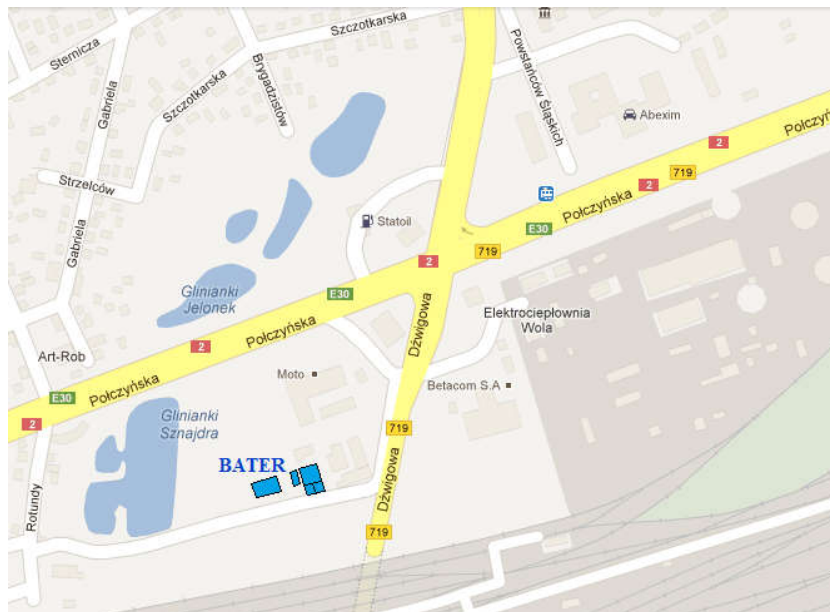 Szczotkarska
Sternicza
Brygadzistów
Powstańców Śląskich
Gabriela
Szczotkarska
Abexim
2
Połczyń
Strzelców
719
2
Połczyńska
Statoil
E30
Gabriela
719
2
Glinianki
Jelonek
E30
Elektrociepłownia
Wola
Połczyńska
Dźwigowa
2
Art-Rob
Moto
Połczyńska
Betacom S.A
E30
2
Glinianki
Sznajdra
719
BATER
Dźwigowa
Rotundy
719